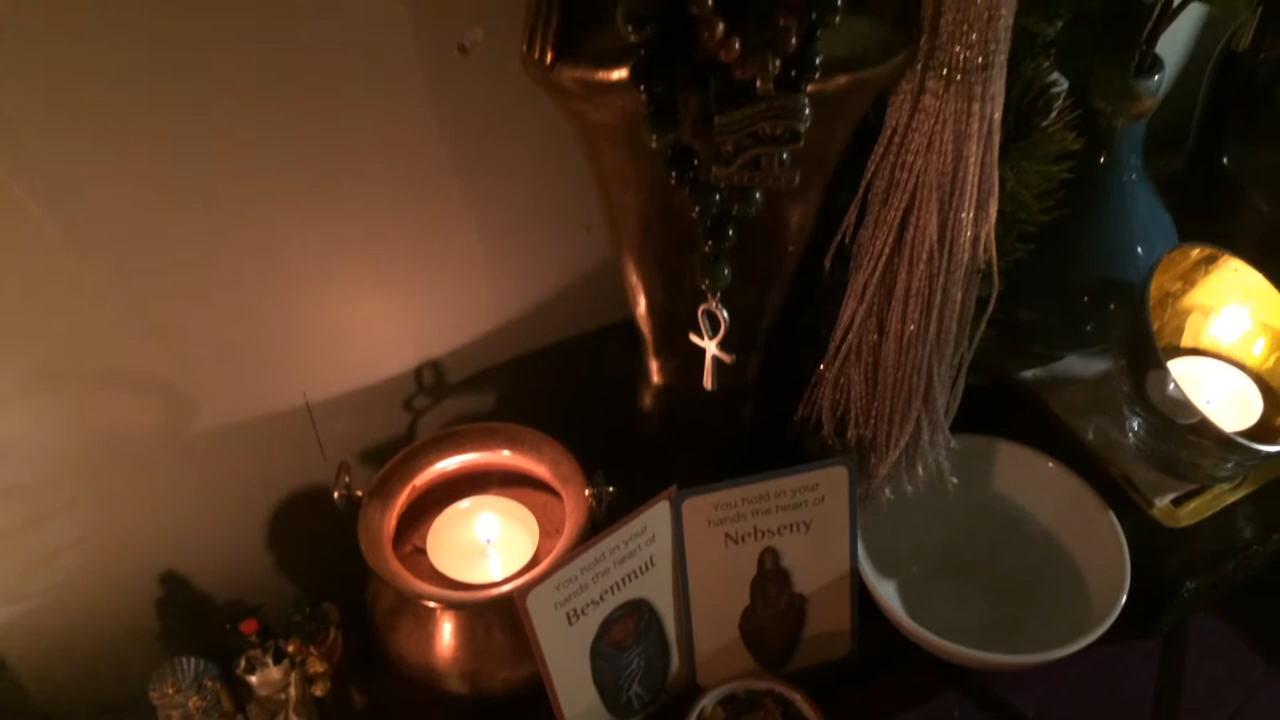 You hold in your
hands the heart of
Besenmut
You hold in your
hands the heart of
Nebseny